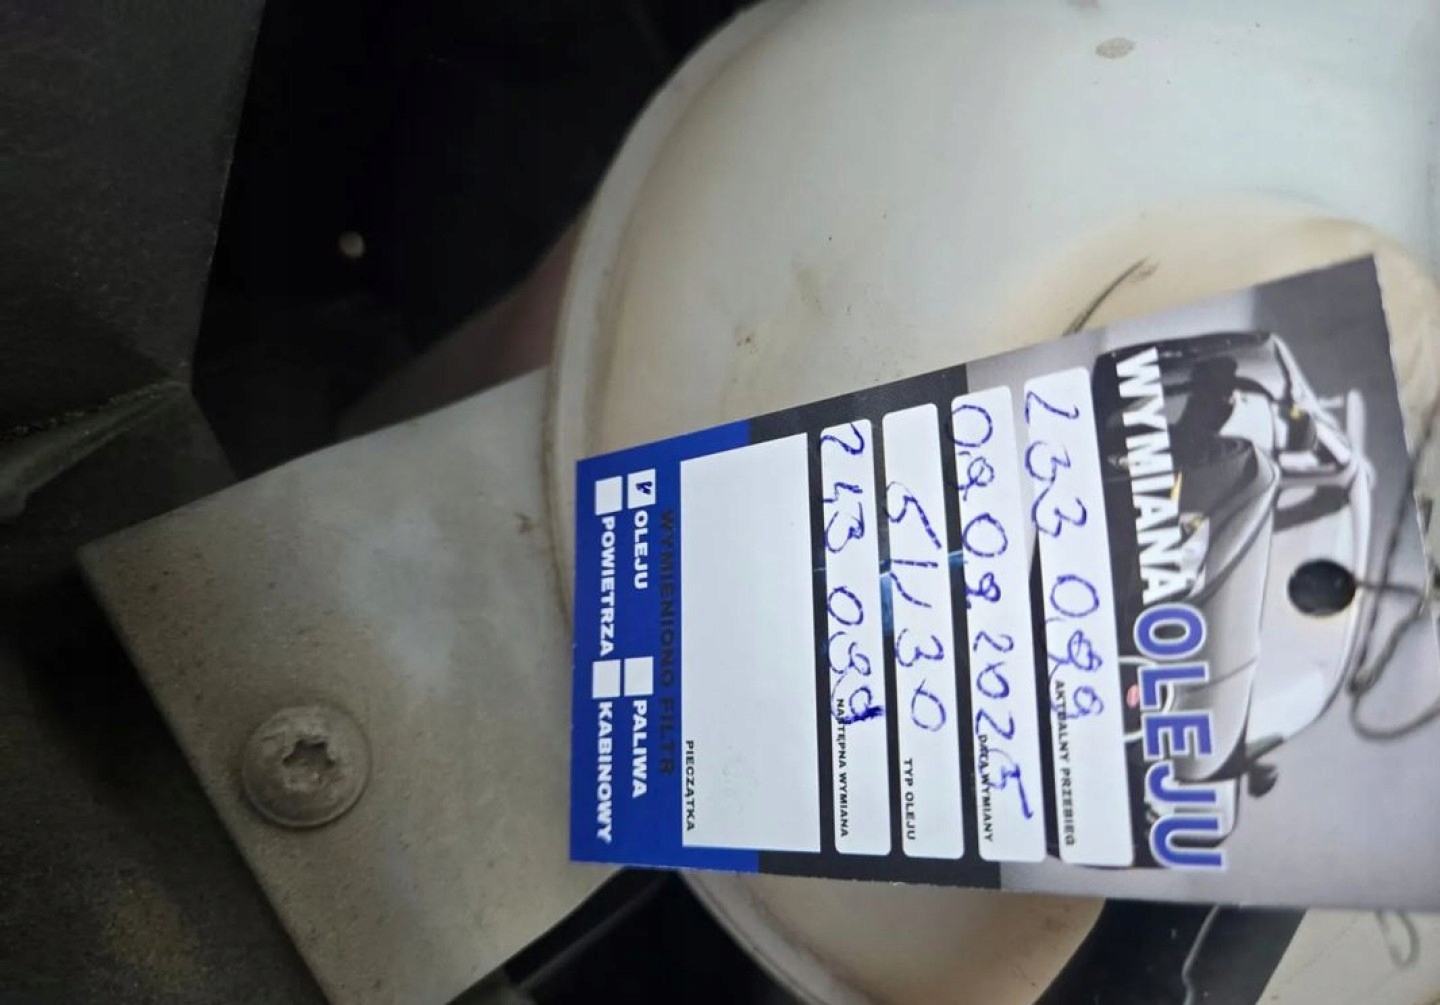 WYMIANA OLEJU
233 099
AKTUALNY PRZEBIEG
09.09.2025
DATA WYMIANY
5W30
TYP OLEJU
243 099
NASTĘPNA WYMIANA
PIECZĄTKA
WYMIENIONO FILTR
OLEJU PALIWA
POWIETRZA KABINOWY